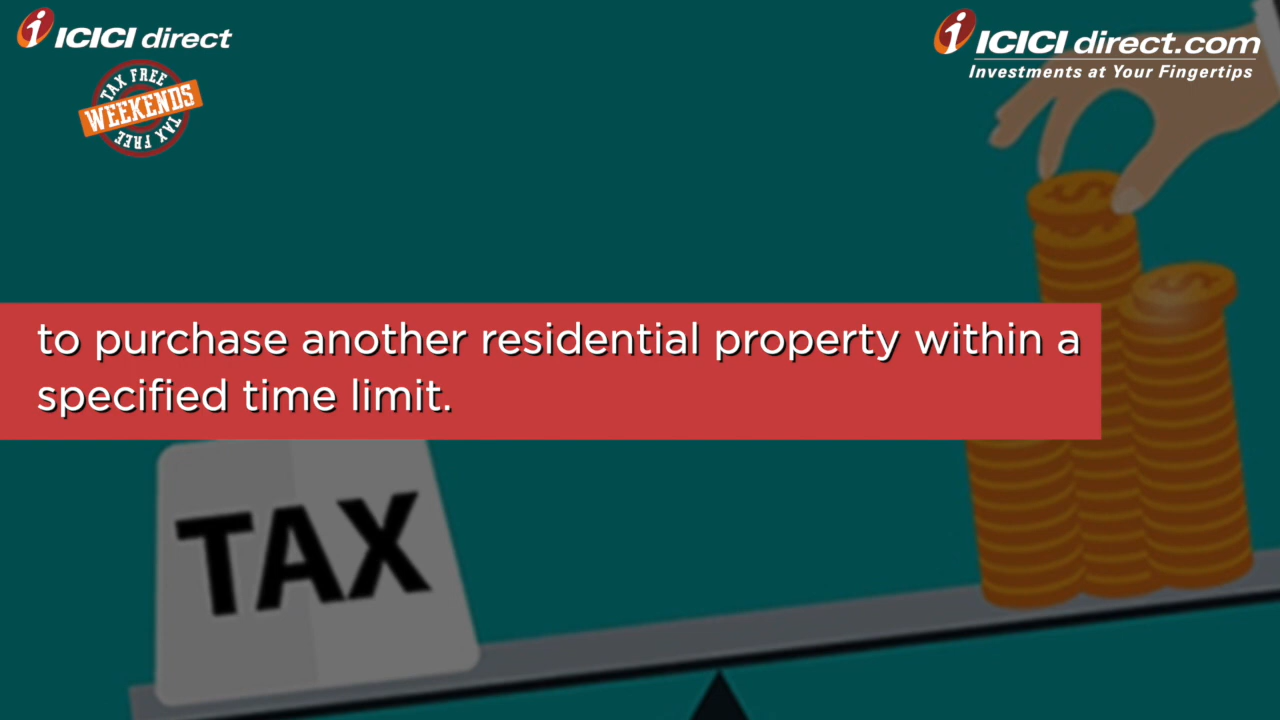 ICICI direct
TAX FREE
WEEKENDS
TAX FREE
ICICI direct.com
Investments at Your Fingertips
to purchase another residential property within a
specified time limit.
TAX